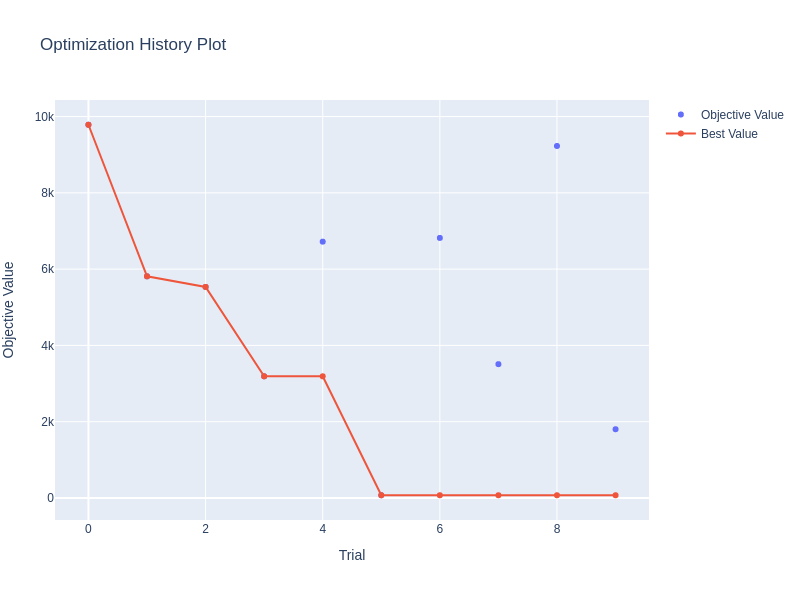 Optimization History Plot
Objective Value
Best Value
10k
8k
6k
4k
2k
0
Objective Value
0 2 4 6 8
Trial